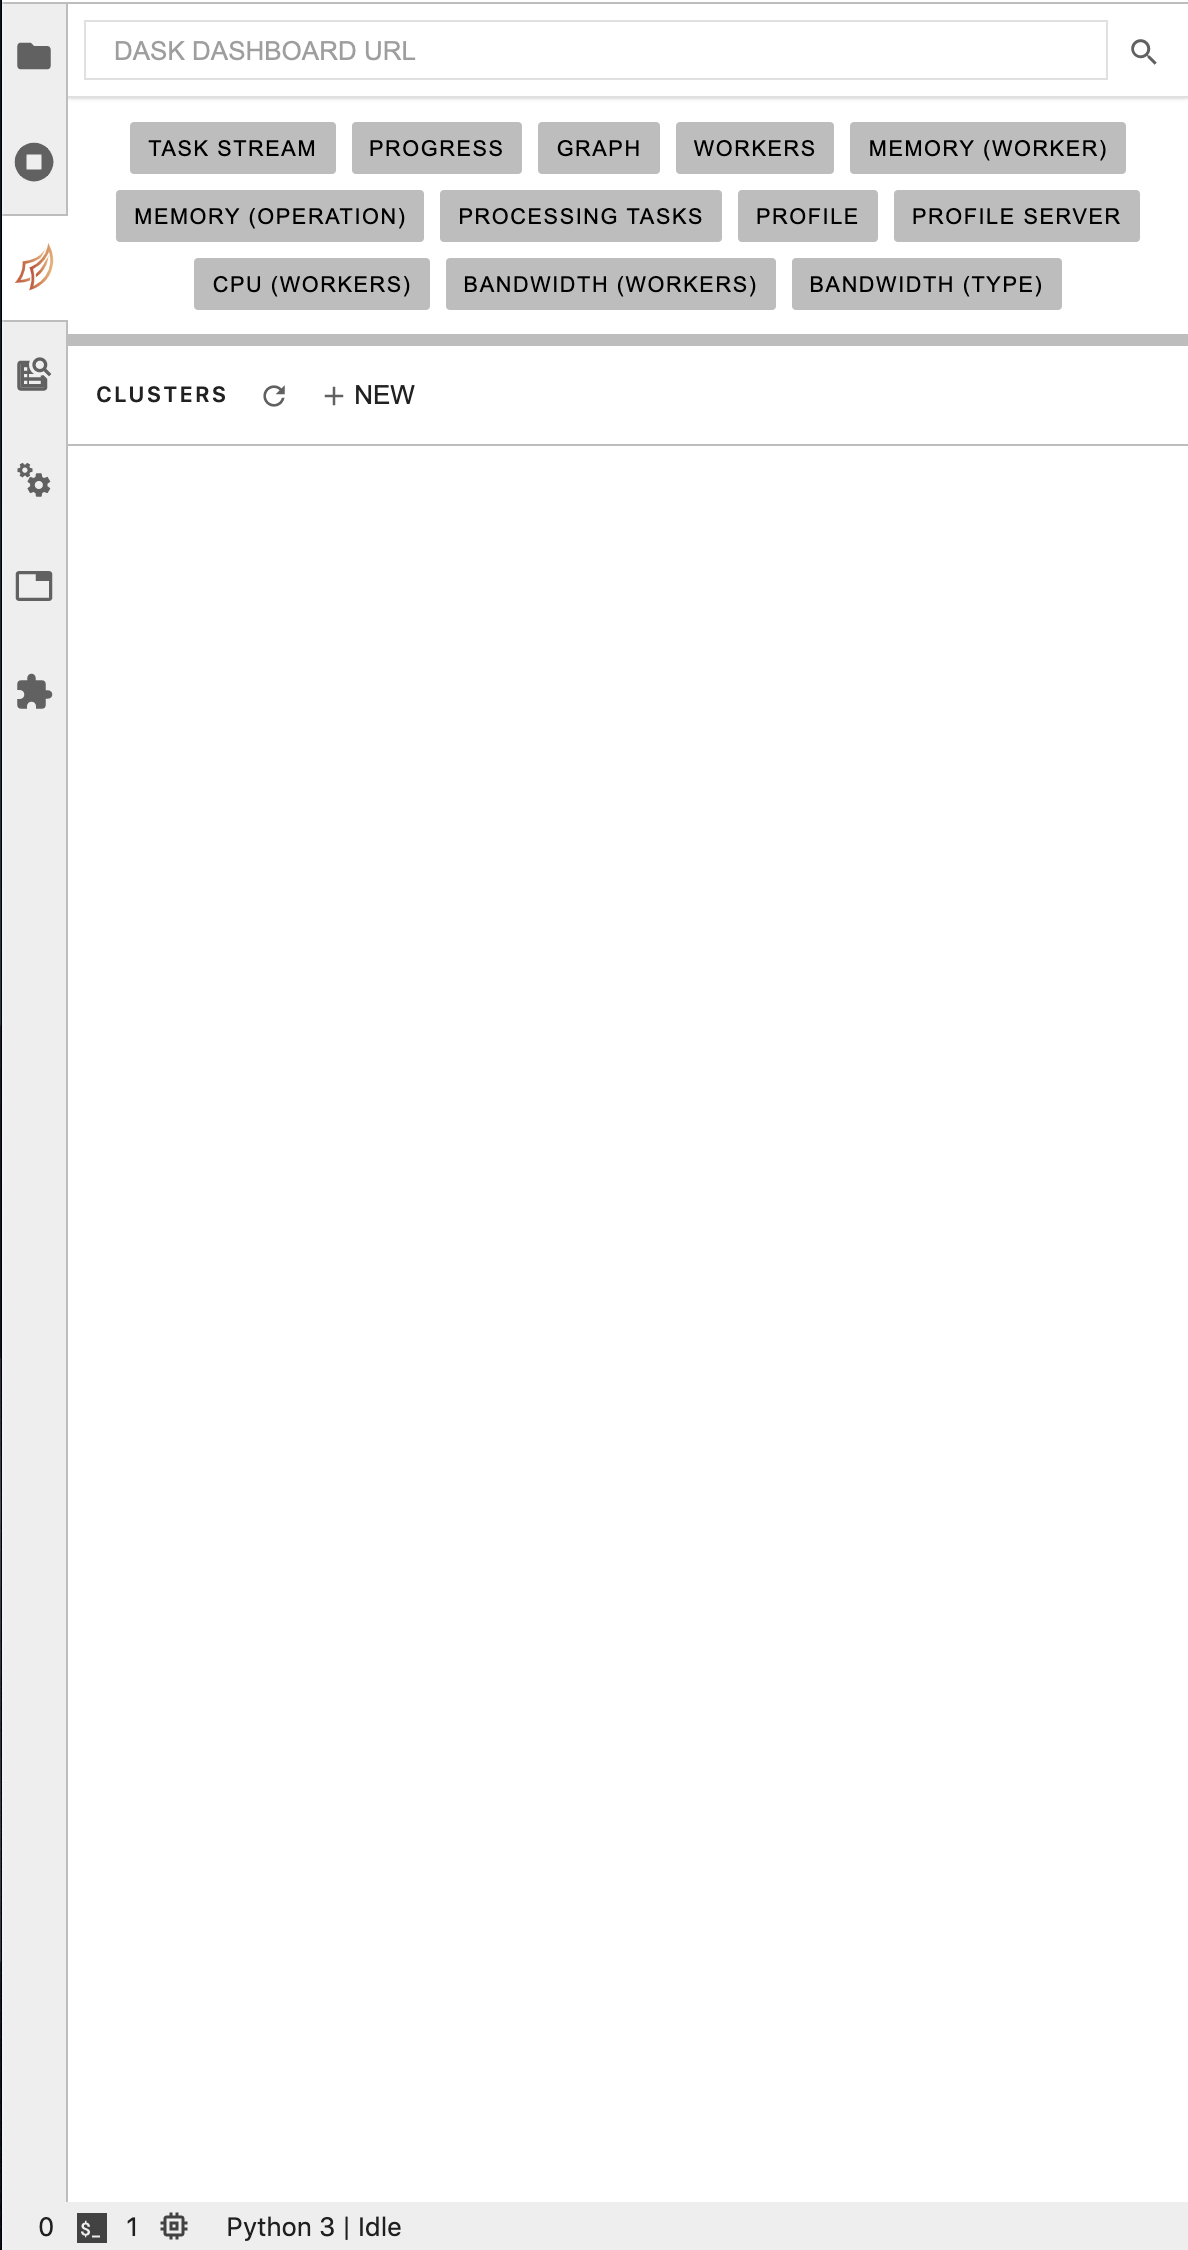 DASK DASHBOARD URL
TASK STREAM PROGRESS GRAPH WORKERS MEMORY (WORKER)
MEMORY (OPERATION) PROCESSING TASKS PROFILE PROFILE SERVER
CPU (WORKERS) BANDWIDTH (WORKERS) BANDWIDTH (TYPE)
CLUSTERS + NEW
0 $_ 1 Python 3 | Idle